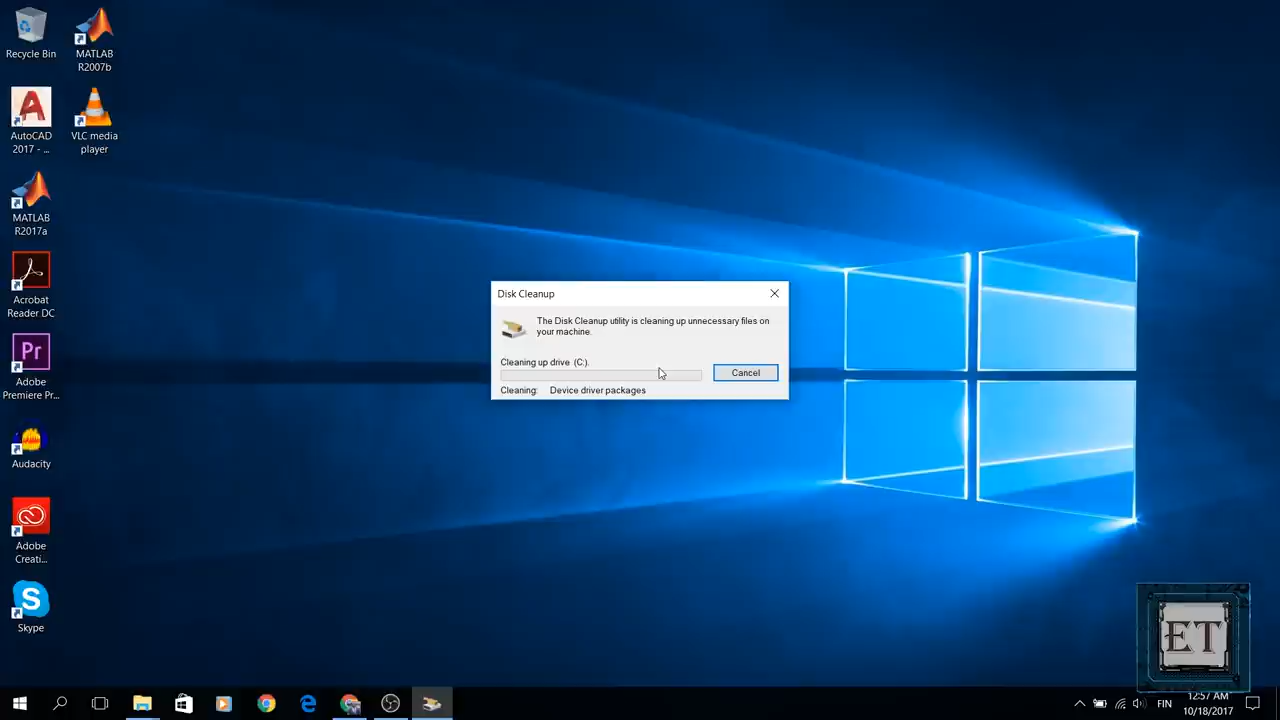 Recycle Bin
MATLAB
R2007b
AutoCAD
2017 - ...
VLC media
player
MATLAB
R2017a
Acrobat
Reader DC
Pr
Adobe
Premiere Pr...
Audacity
Adobe
Creati...
S
Skype
Disk Cleanup
The Disk Cleanup utility is cleaning up unnecessary files on
your machine.
Cleaning up drive (C:).
Cancel
Cleaning: Device driver packages
ET
FIN
12:57 AM
10/18/2017